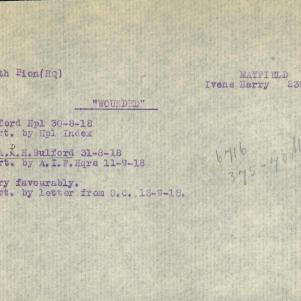 th Pion(HQ)
MAYFIELD
Ivens Harry 23
"WOUNDED"
ford Hpl 30-8-18
rt. by Hpl Index
A.D.H.Bulford 31-8-18
rt. by A.I.F.Hqrs 11-9-18
ry favourably.
rt. by letter from O.C. 13-9-18.
6716